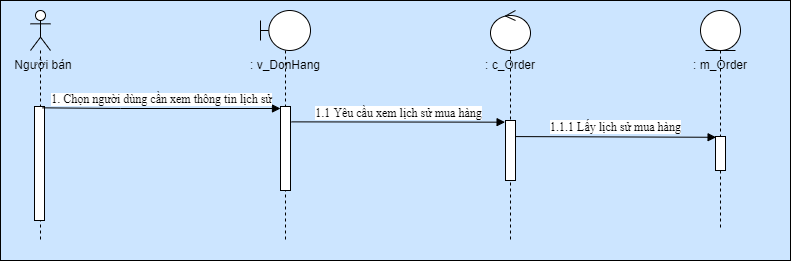 Người bán
: v_DonHang
: c_Order
: m_Order
1. Chọn người dùng cần xem thông tin lịch sử
1.1 Yêu cầu xem lịch sử mua hàng
1.1.1 Lấy lịch sử mua hàng